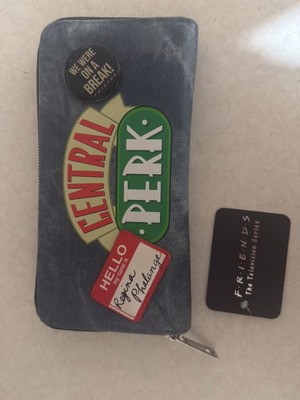 WE WERE
ON A
BREAK!
CENTRAL
PERK
HELLO
my name is
Regina
Phalange
F·R·I·E·N·D·S
The Television Series